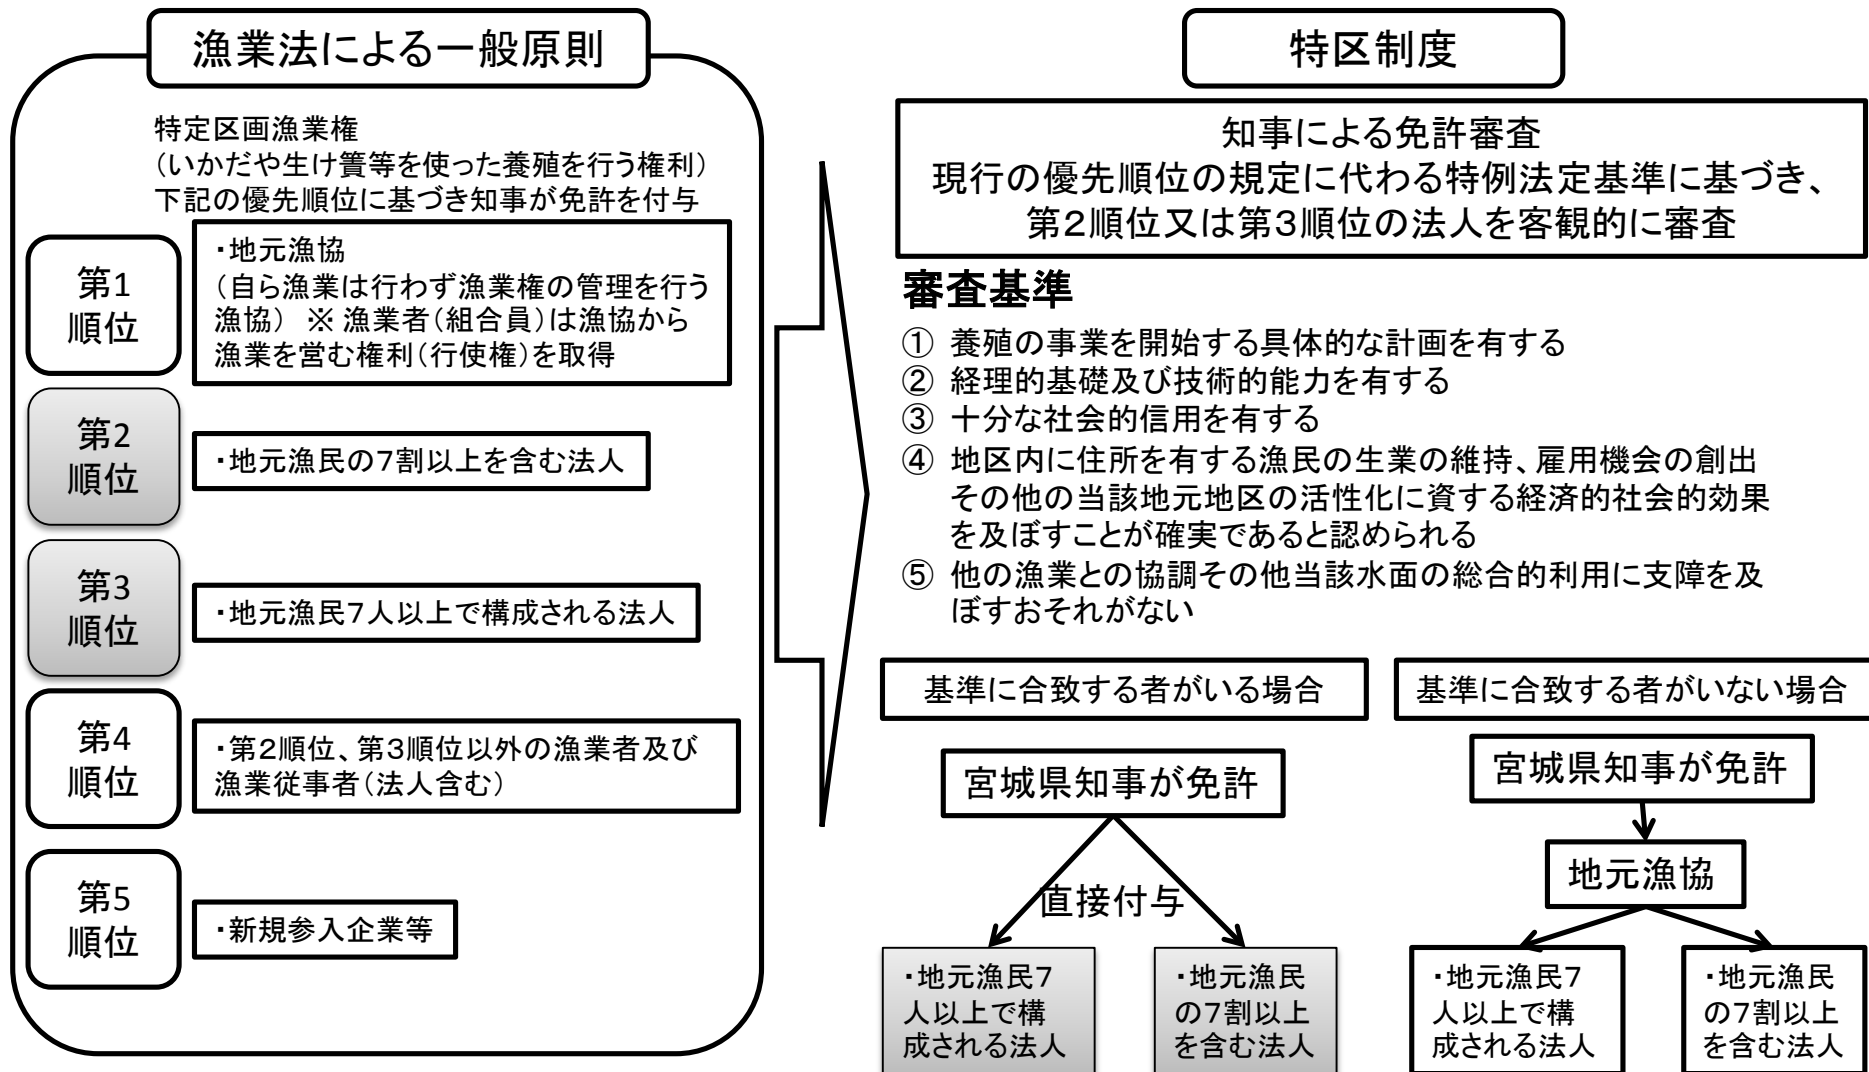 漁業法による一般原則
特定区画漁業権
（いかだや生け簀等を使った養殖を行う権利）
下記の優先順位に基づき知事が免許を付与
第1
順位
・地元漁協
（自ら漁業は行わず漁業権の管理を行う
漁協） ※ 漁業者（組合員）は漁協から
漁業を営む権利（行使権）を取得
第2
順位
・地元漁民の７割以上を含む法人
第3
順位
・地元漁民７人以上で構成される法人
第4
順位
・第２順位、第３順位以外の漁業者及び
漁業従事者（法人含む）
第5
順位
・新規参入企業等
特区制度
知事による免許審査
現行の優先順位の規定に代わる特例法定基準に基づき、
第２順位又は第３順位の法人を客観的に審査
審査基準
① 養殖の事業を開始する具体的な計画を有する
② 経理的基礎及び技術的能力を有する
③ 十分な社会的信用を有する
④ 地区内に住所を有する漁民の生業の維持、雇用機会の創出
その他の当該地元地区の活性化に資する経済的社会的効果
を及ぼすことが確実であると認められる
⑤ 他の漁業との協調その他当該水面の総合的利用に支障を及
ぼすおそれがない
基準に合致する者がいる場合
宮城県知事が免許
直接付与
・地元漁民７
人以上で構
成される法人
・地元漁民
の７割以上
を含む法人
基準に合致する者がいない場合
宮城県知事が免許
地元漁協
・地元漁民７
人以上で構
成される法人
・地元漁民
の７割以上
を含む法人